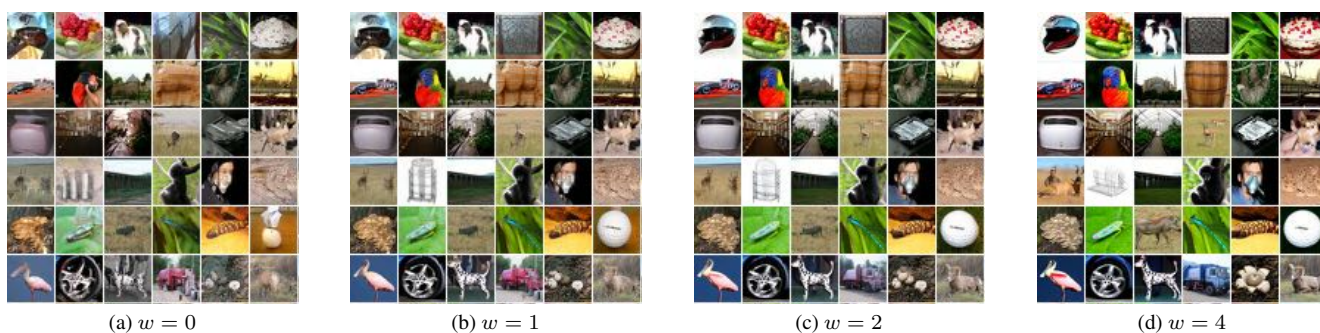 (a) w = 0
(b) w = 1
(c) w = 2
(d) w = 4